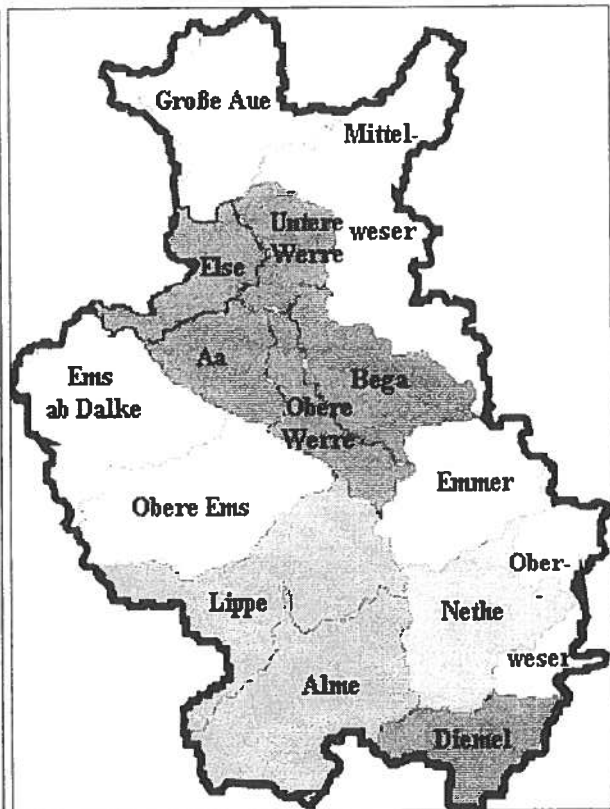 Große Aue
Mittel-
weser
Untere
Werre
Else
Aa
Bega
Ems
ab Dalke
Obere
Werre
Obere Ems
Emmer
Ober-
weser
Lippe
Nethe
Alme
Diemel